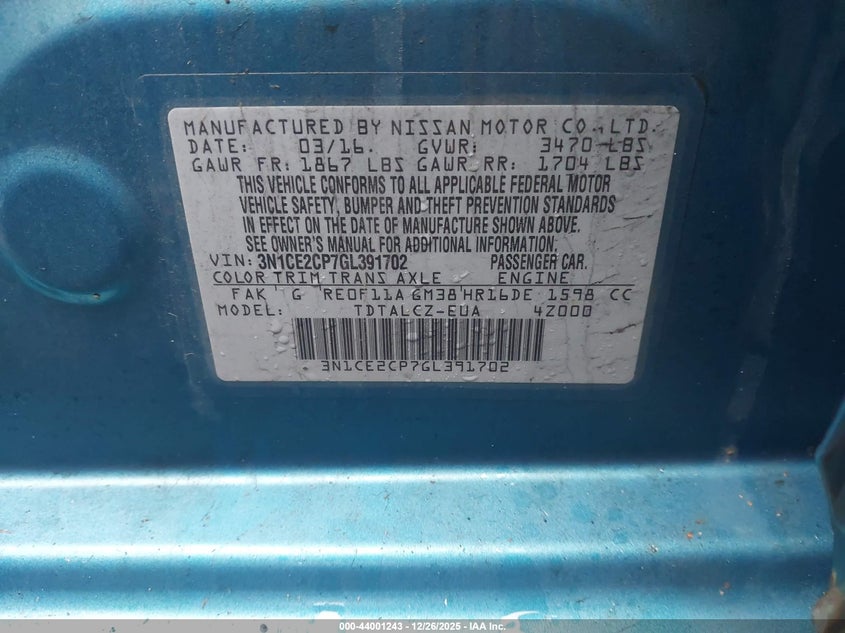 MANUFACTURED BY NISSAN MOTOR CO., LTD.
DATE: 03/16. GVWR: 3470 LBS
GAWR FR: 1867 LBS GAWR RR: 1704 LBS
THIS VEHICLE CONFORMS TO ALL APPLICABLE FEDERAL MOTOR
VEHICLE SAFETY, BUMPER AND THEFT PREVENTION STANDARDS
IN EFFECT ON THE DATE OF MANUFACTURE SHOWN ABOVE.
SEE OWNER'S MANUAL FOR ADDITIONAL INFORMATION.
VIN: 3N1CE2CP7GL391702 PASSENGER CAR.
COLOR TRIM TRANS AXLE ENGINE
FAK G RE0F11A GM38 HR16DE 1598 CC
MODEL: TDTALCZ-EUA 4Z000
3N1CE2CP7GL391702
000-44001243 - 12/26/2025 - IAA Inc.